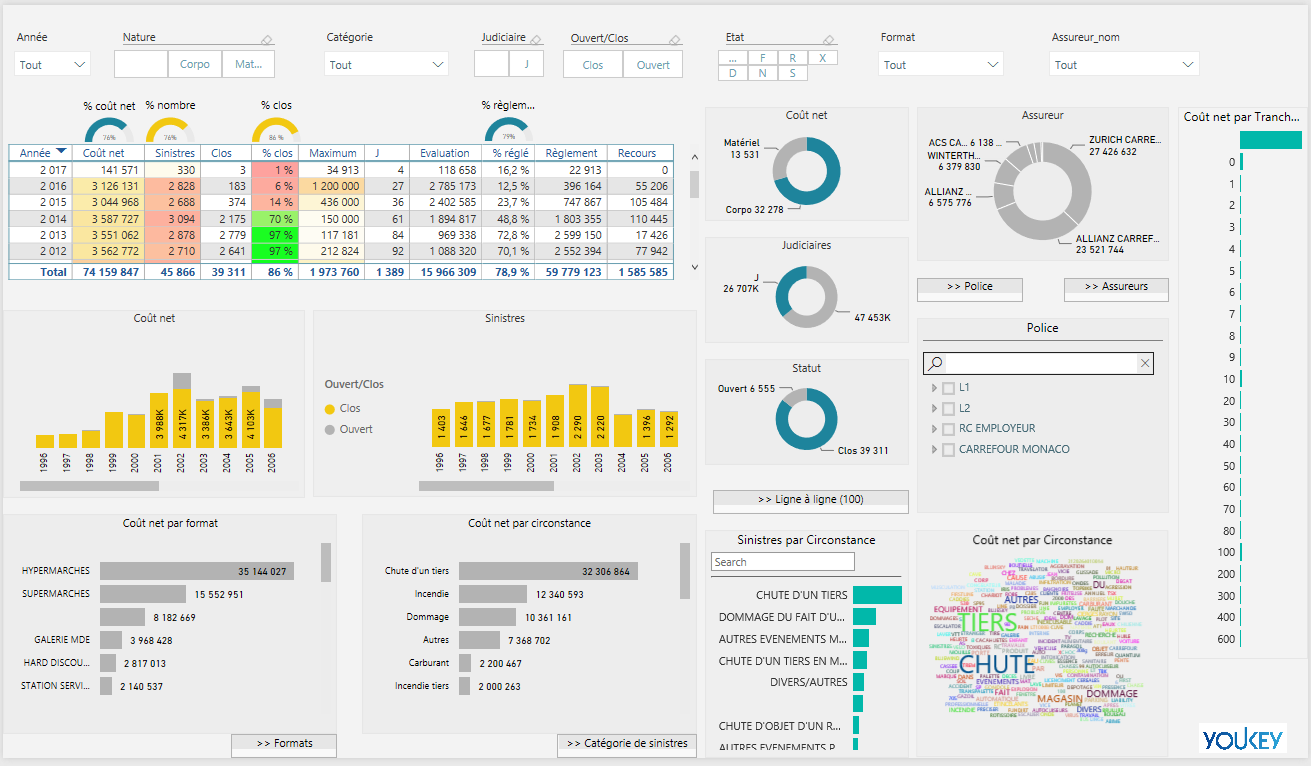 Année Nature Catégorie Judiciaire Ouvert/Clos Etat Format Assureur_nom
Tout Corpo Mat... Tout J Clos Ouvert ... F R X Tout Tout
D N S
% coût net % nombre % clos % règlem...
76% 76% 86 % 79%
Année Coût net Sinistres Clos % clos Maximum J Evaluation % réglé Règlement Recours
2 017 141 571 330 3 1 % 34 913 4 118 658 16,2 % 22 913 0
2 016 3 126 131 2 828 183 6 % 1 200 000 27 2 785 173 12,5 % 396 164 55 206
2 015 3 044 968 2 688 374 14 % 436 000 36 2 402 585 23,7 % 747 867 105 484
2 014 3 587 727 3 094 2 175 70 % 150 000 61 1 894 817 48,8 % 1 803 355 110 445
2 013 3 551 062 2 878 2 779 97 % 117 181 84 969 338 72,8 % 2 599 150 17 426
2 012 3 562 772 2 710 2 641 97 % 212 824 92 1 088 320 70,1 % 2 552 394 77 942
Total 74 159 847 45 866 39 311 86 % 1 973 760 1 389 15 966 309 78,9 % 59 779 123 1 585 585
Coût net
Matériel
13 531
Corpo 32 278
Judiciaires
J
26 707K
47 453K
Statut
Ouvert 6 555
Clos 39 311
>> Ligne à ligne (100)
Assureur
ACS CA... 6 138 ...
WINTERTH...
6 379 830
ALLIANZ ...
6 575 776
ZURICH CARRE...
27 426 632
ALLIANZ CARREF...
23 521 744
>> Police >> Assureurs
Police
L1
L2
RC EMPLOYEUR
CARREFOUR MONACO
Coût net par Tranch...
0
1
2
3
4
5
6
7
8
9
10
20
30
40
50
60
70
80
100
200
300
400
600
Coût net
3 988K 4 317K 3 386K 3 643K 4 103K
1996 1997 1998 1999 2000 2001 2002 2003 2004 2005 2006
Sinistres
Ouvert/Clos
Clos
Ouvert
1 403 1 646 1 677 1 781 1 734 1 908 2 290 2 220 1 396 1 292
1996 1997 1998 1999 2000 2001 2002 2003 2004 2005 2006
Coût net par format
HYPERMARCHES 35 144 027
SUPERMARCHES 15 552 951
8 182 669
GALERIE MDE 3 968 428
HARD DISCOU... 2 817 013
STATION SERVI... 2 140 537
>> Formats
Coût net par circonstance
Chute d'un tiers 32 306 864
Incendie 12 340 593
Dommage 10 361 161
Autres 7 368 702
Carburant 2 200 467
Incendie tiers 2 000 263
>> Catégorie de sinistres
Sinistres par Circonstance
Search
CHUTE D'UN TIERS
DOMMAGE DU FAIT D'U...
AUTRES EVENEMENTS M...
CHUTE D'UN TIERS EN M...
DIVERS/AUTRES
CHUTE D'OBJET D'UN R...
AUTRES EVENEMENTS P...
Coût net par Circonstance
CAUSE
DU
AUTRES
EQUIPEMENT
TIERS
RECHERCHE
CHUTE
EVENEMENTS
FAIT
DOMMAGE
MAGASIN
DIVERS
INCENDIE
YOUKEY